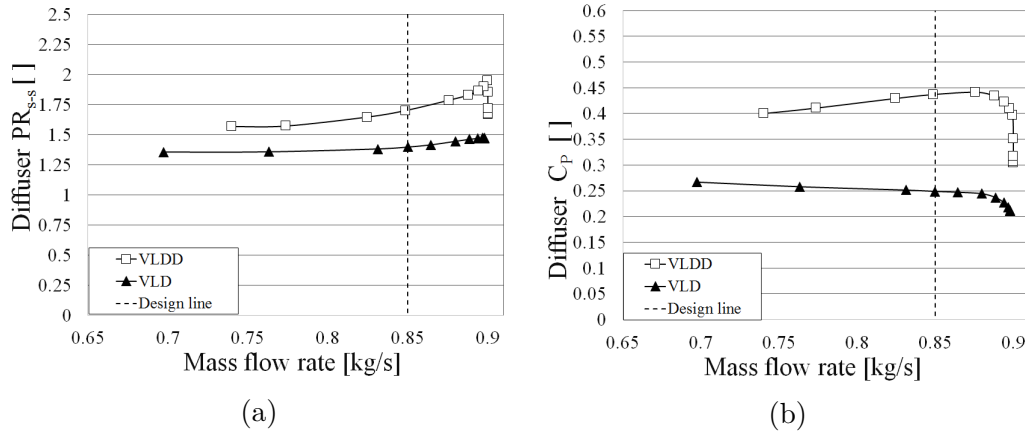 Diffuser PR_s-s [ ]
2.5
2.25
2
1.75
1.5
1.25
1
0.75
0.5
0.25
0
VLDD
VLD
Design line
0.65 0.7 0.75 0.8 0.85 0.9
Mass flow rate [kg/s]
(a)
Diffuser C_P [ ]
0.6
0.55
0.5
0.45
0.4
0.35
0.3
0.25
0.2
0.15
0.1
0.05
0
VLDD
VLD
Design line
0.65 0.7 0.75 0.8 0.85 0.9
Mass flow rate [kg/s]
(b)